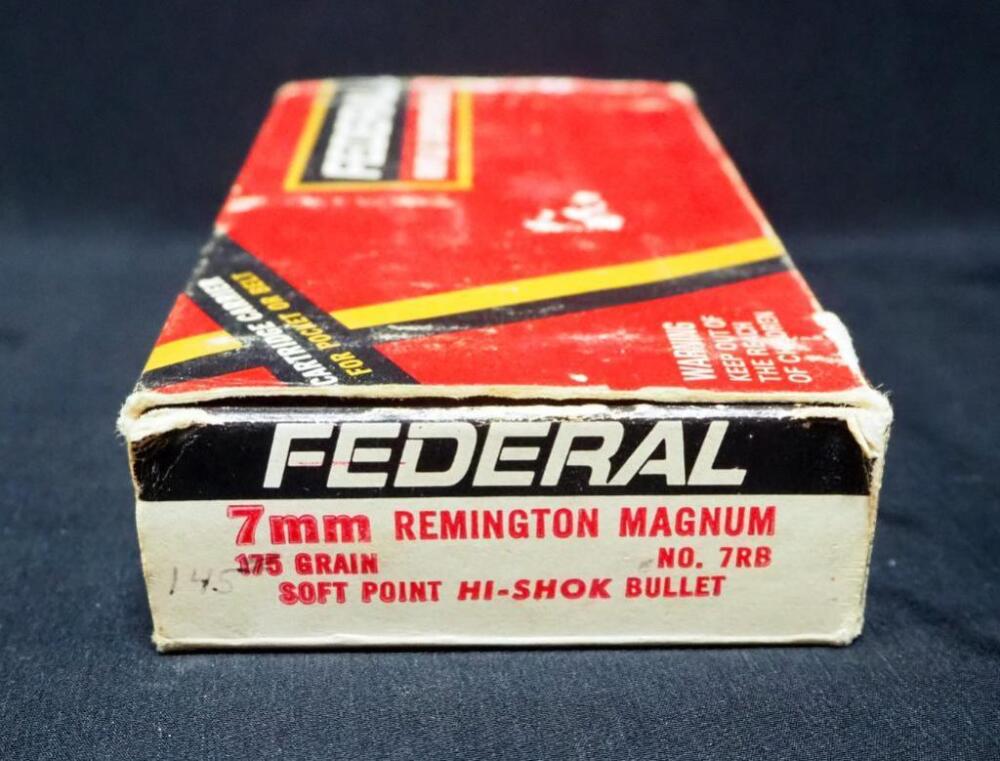 FEDERAL
CARTRIDGE CARRIER
FOR POCKET OR BELT
WARNING
KEEP OUT OF
THE REACH
OF CHILDREN
FEDERAL
7mm REMINGTON MAGNUM
175 GRAIN NO. 7RB
145
SOFT POINT HI-SHOK BULLET